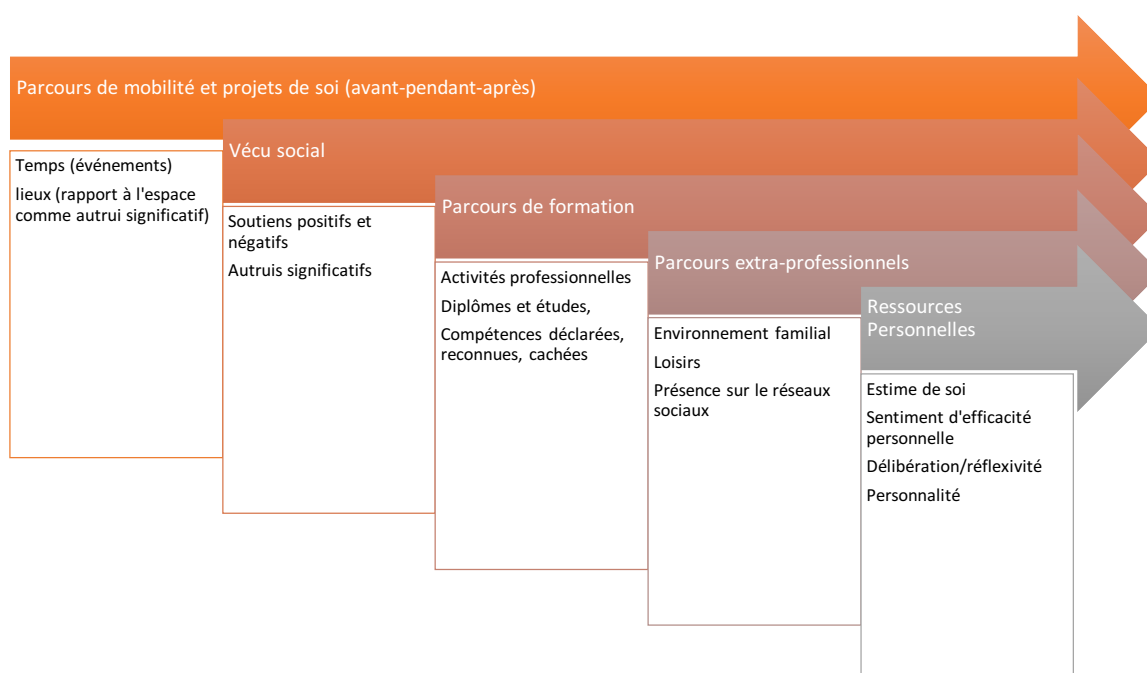 Parcours de mobilité et projets de soi (avant-pendant-après)
Temps (événements)
lieux (rapport à l'espace
comme autrui significatif)
Vécu social
Soutiens positifs et
négatifs
Autruis significatifs
Parcours de formation
Activités professionnelles
Diplômes et études,
Compétences déclarées,
reconnues, cachées
Parcours extra-professionnels
Environnement familial
Loisirs
Présence sur le réseaux
sociaux
Ressources
Personnelles
Estime de soi
Sentiment d'efficacité
personnelle
Délibération/réflexivité
Personnalité